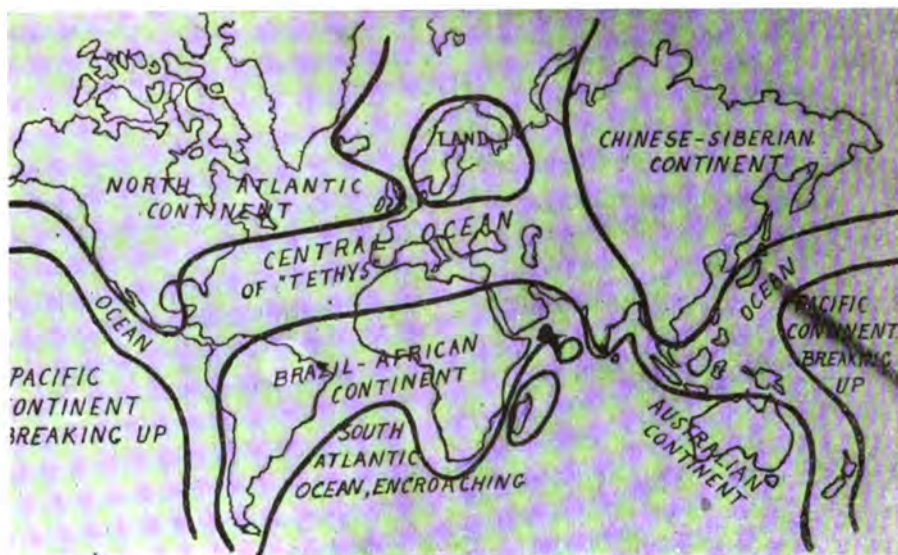 LAND
CHINESE-SIBERIAN
CONTINENT
NORTH ATLANTIC
CONTINENT
CENTRAL OCEAN
OF "TETHYS"
OCEAN
OCEAN
BRAZIL-AFRICAN
CONTINENT
PACIFIC
CONTINENT
BREAKING
UP
PACIFIC
ONTINENT
BREAKING UP
AUSTRALIAN
CONTINENT
SOUTH
ATLANTIC
OCEAN, ENCROACHING